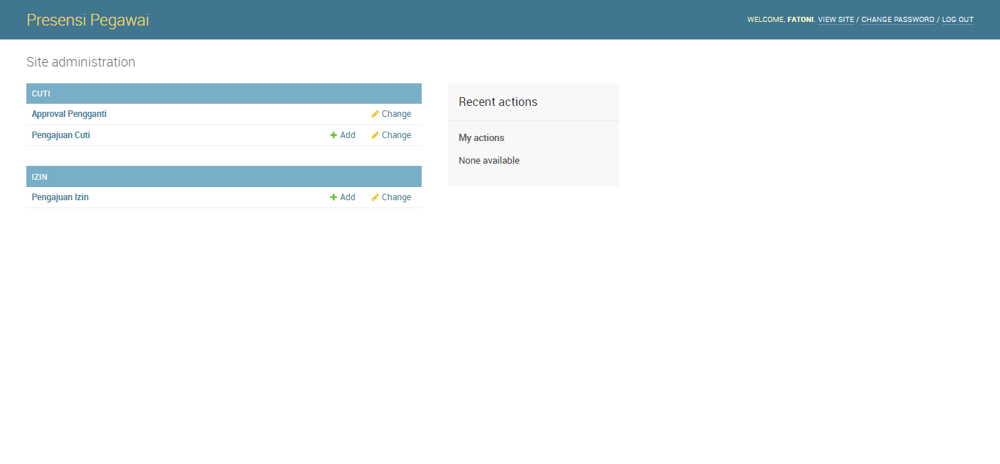 Presensi Pegawai
WELCOME, FATONI. VIEW SITE / CHANGE PASSWORD / LOG OUT
Site administration
CUTI
Approval Pengganti Change
Pengajuan Cuti Add Change
IZIN
Pengajuan Izin Add Change
Recent actions
My actions
None available